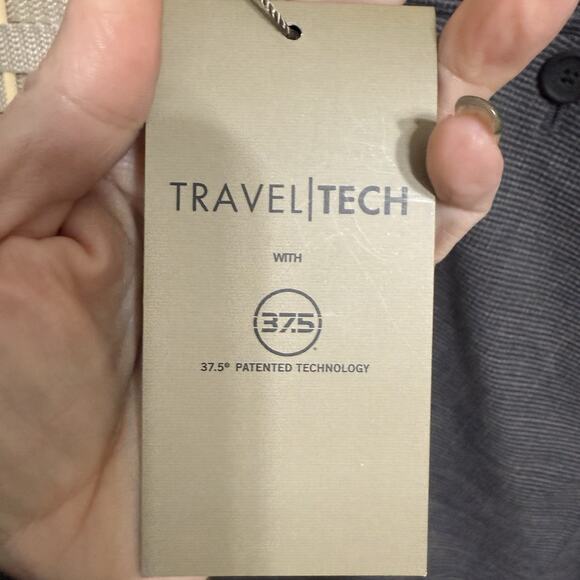 TRAVEL|TECH
WITH
37.5
37.5® PATENTED TECHNOLOGY